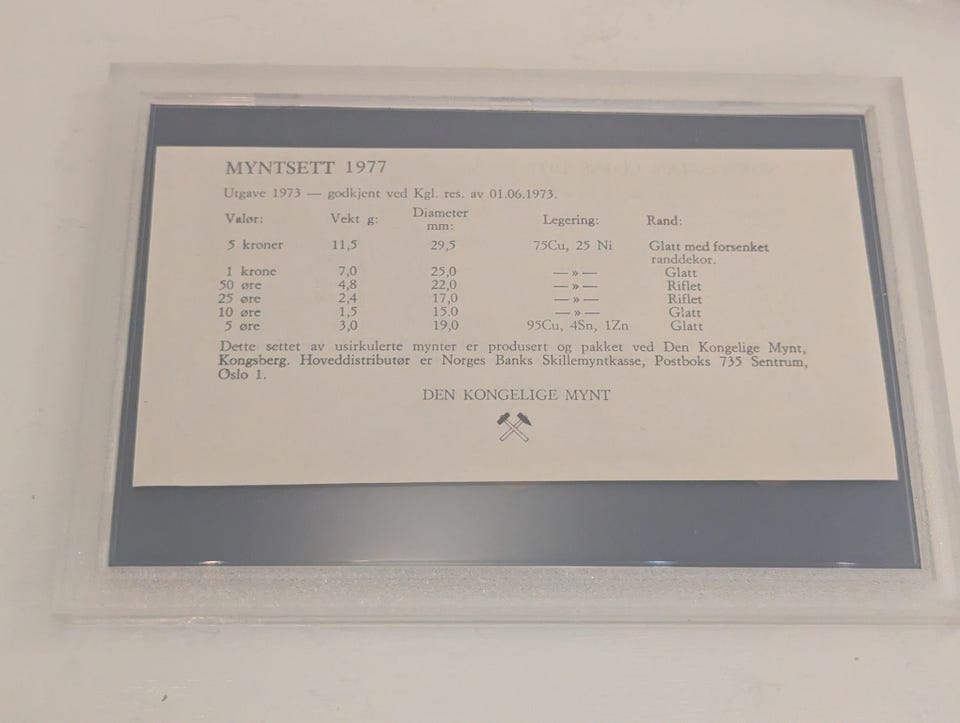 MYNTSETT 1977
Utgave 1973 — godkjent ved Kgl. res. av 01.06.1973.
Valør: Vekt g: Diameter mm: Legering: Rand:
5 kroner 11,5 29,5 75Cu, 25 Ni Glatt med forsenket
randdekor.
1 krone 7,0 25,0 — » — Glatt
50 øre 4,8 22,0 — » — Riflet
25 øre 2,4 17,0 — » — Riflet
10 øre 1,5 15.0 — » — Glatt
5 øre 3,0 19,0 95Cu, 4Sn, 1Zn Glatt
Dette settet av usirkulerte mynter er produsert og pakket ved Den Kongelige Mynt,
Kongsberg. Hoveddistributør er Norges Banks Skillemyntkasse, Postboks 735 Sentrum,
Oslo 1.
DEN KONGELIGE MYNT